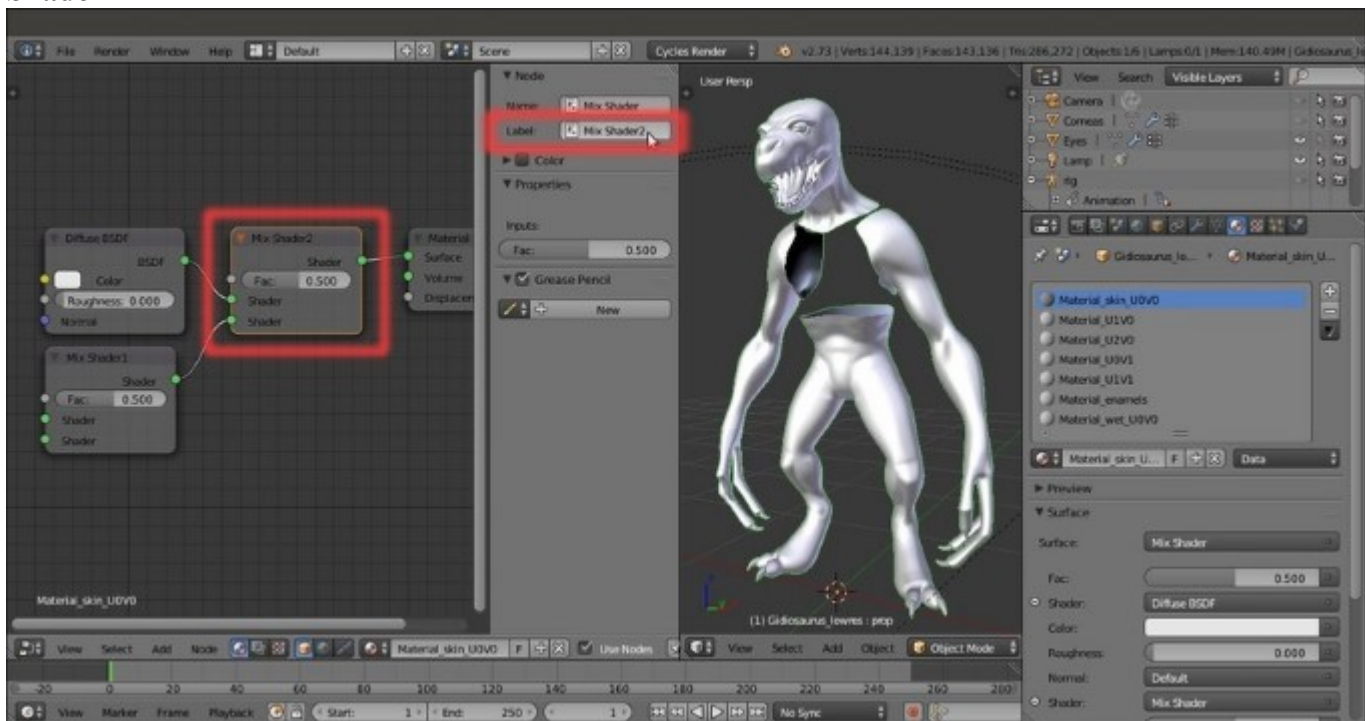 File Render Window Help Default Scene Cycles Render v2.73 | Verts:144,139 | Faces:143,136 | Tris:286,272 | Objects:1/6 | Lamps:0/1 | Mem:140.49M | Gidiosaurus_l
Node
Name: Mix Shader
Label: Mix Shader2
Color
Properties
Inputs:
Fac: 0.500
Grease Pencil
New
Diffuse BSDF
BSDF
Color
Roughness: 0.000
Normal
Mix Shader1
Shader
Fac: 0.500
Shader
Shader
Mix Shader2
Shader
Fac: 0.500
Shader
Shader
Material
Surface
Volume
Displacem
Material_skin_U0V0
View Select Add Node Material_skin_U0V0 F Use Nodes
User Persp
(1) Gidiosaurus_lowres : prop
View Select Add Object Object Mode
View Search Visible Layers
Camera
Corneas
Eyes
Lamp
rig
Animation
Gidiosaurus_lo... Material_skin_U...
Material_skin_U0V0
Material_U1V0
Material_U2V0
Material_U0V1
Material_U1V1
Material_enamels
Material_wet_U0V0
Material_skin_U... F Data
Preview
Surface
Surface: Mix Shader
Fac: 0.500
Shader: Diffuse BSDF
Color:
Roughness: 0.000
Normal: Default
Shader: Mix Shader
-20 0 20 40 60 80 100 120 140 160 180 200 220 240 260 280
View Marker Frame Playback Start: 1 End: 250 1 No Sync